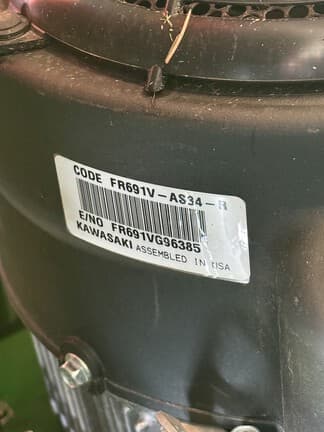 CODE FR691V-AS34-R
E/NO FR691VG96385
KAWASAKI ASSEMBLED IN USA